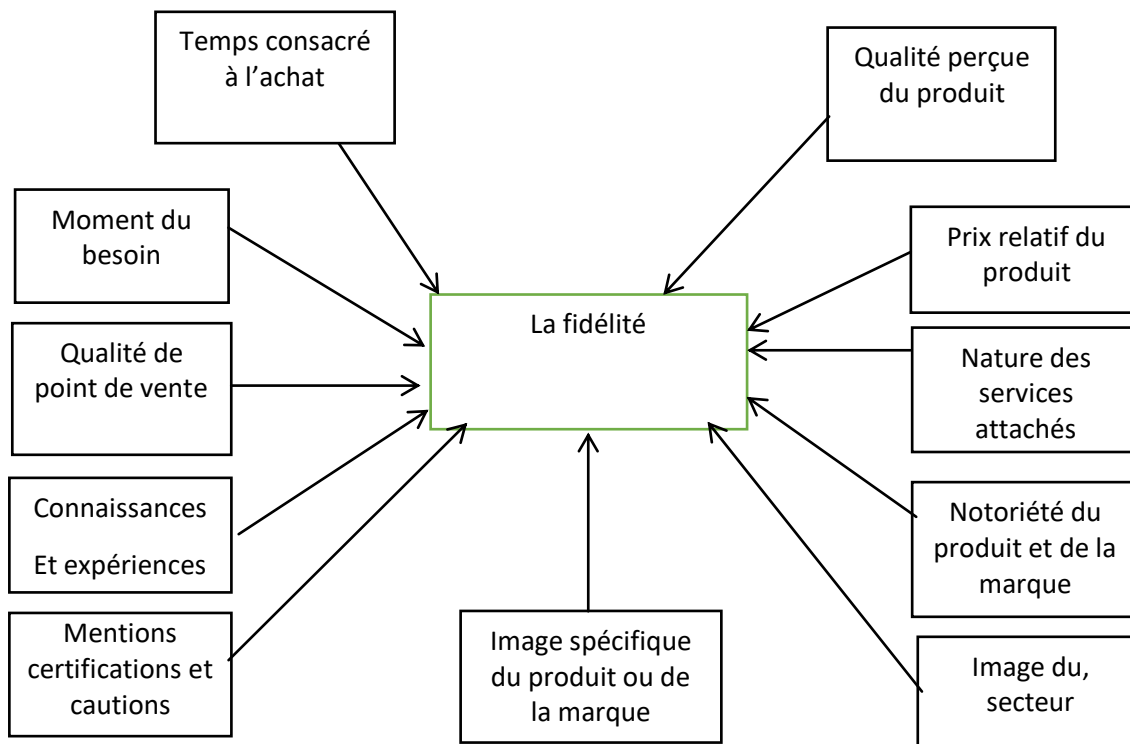 Temps consacré
à l’achat
Qualité perçue
du produit
Moment du
besoin
Prix relatif du
produit
La fidélité
Qualité de
point de vente
Nature des
services
attachés
Connaissances
Et expériences
Notoriété du
produit et de la
marque
Mentions
certifications et
cautions
Image spécifique
du produit ou de
la marque
Image du,
secteur